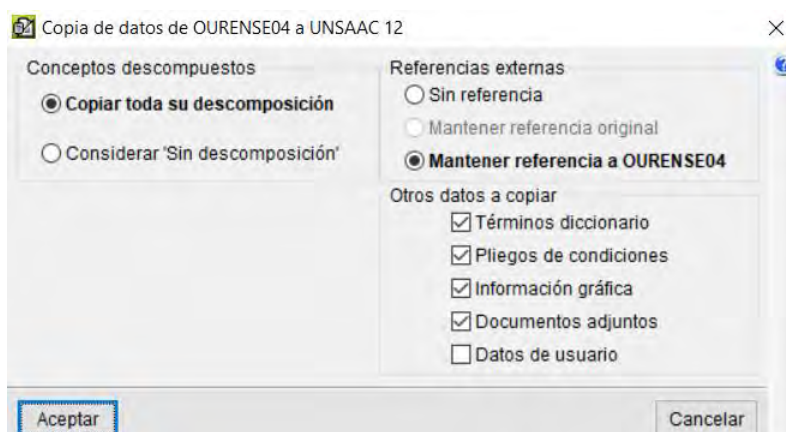 Copia de datos de OURENSE04 a UNSAAC 12
Conceptos descompuestos
Copiar toda su descomposición
Considerar 'Sin descomposición'
Referencias externas
Sin referencia
Mantener referencia original
Mantener referencia a OURENSE04
Otros datos a copiar
Términos diccionario
Pliegos de condiciones
Información gráfica
Documentos adjuntos
Datos de usuario
Aceptar
Cancelar